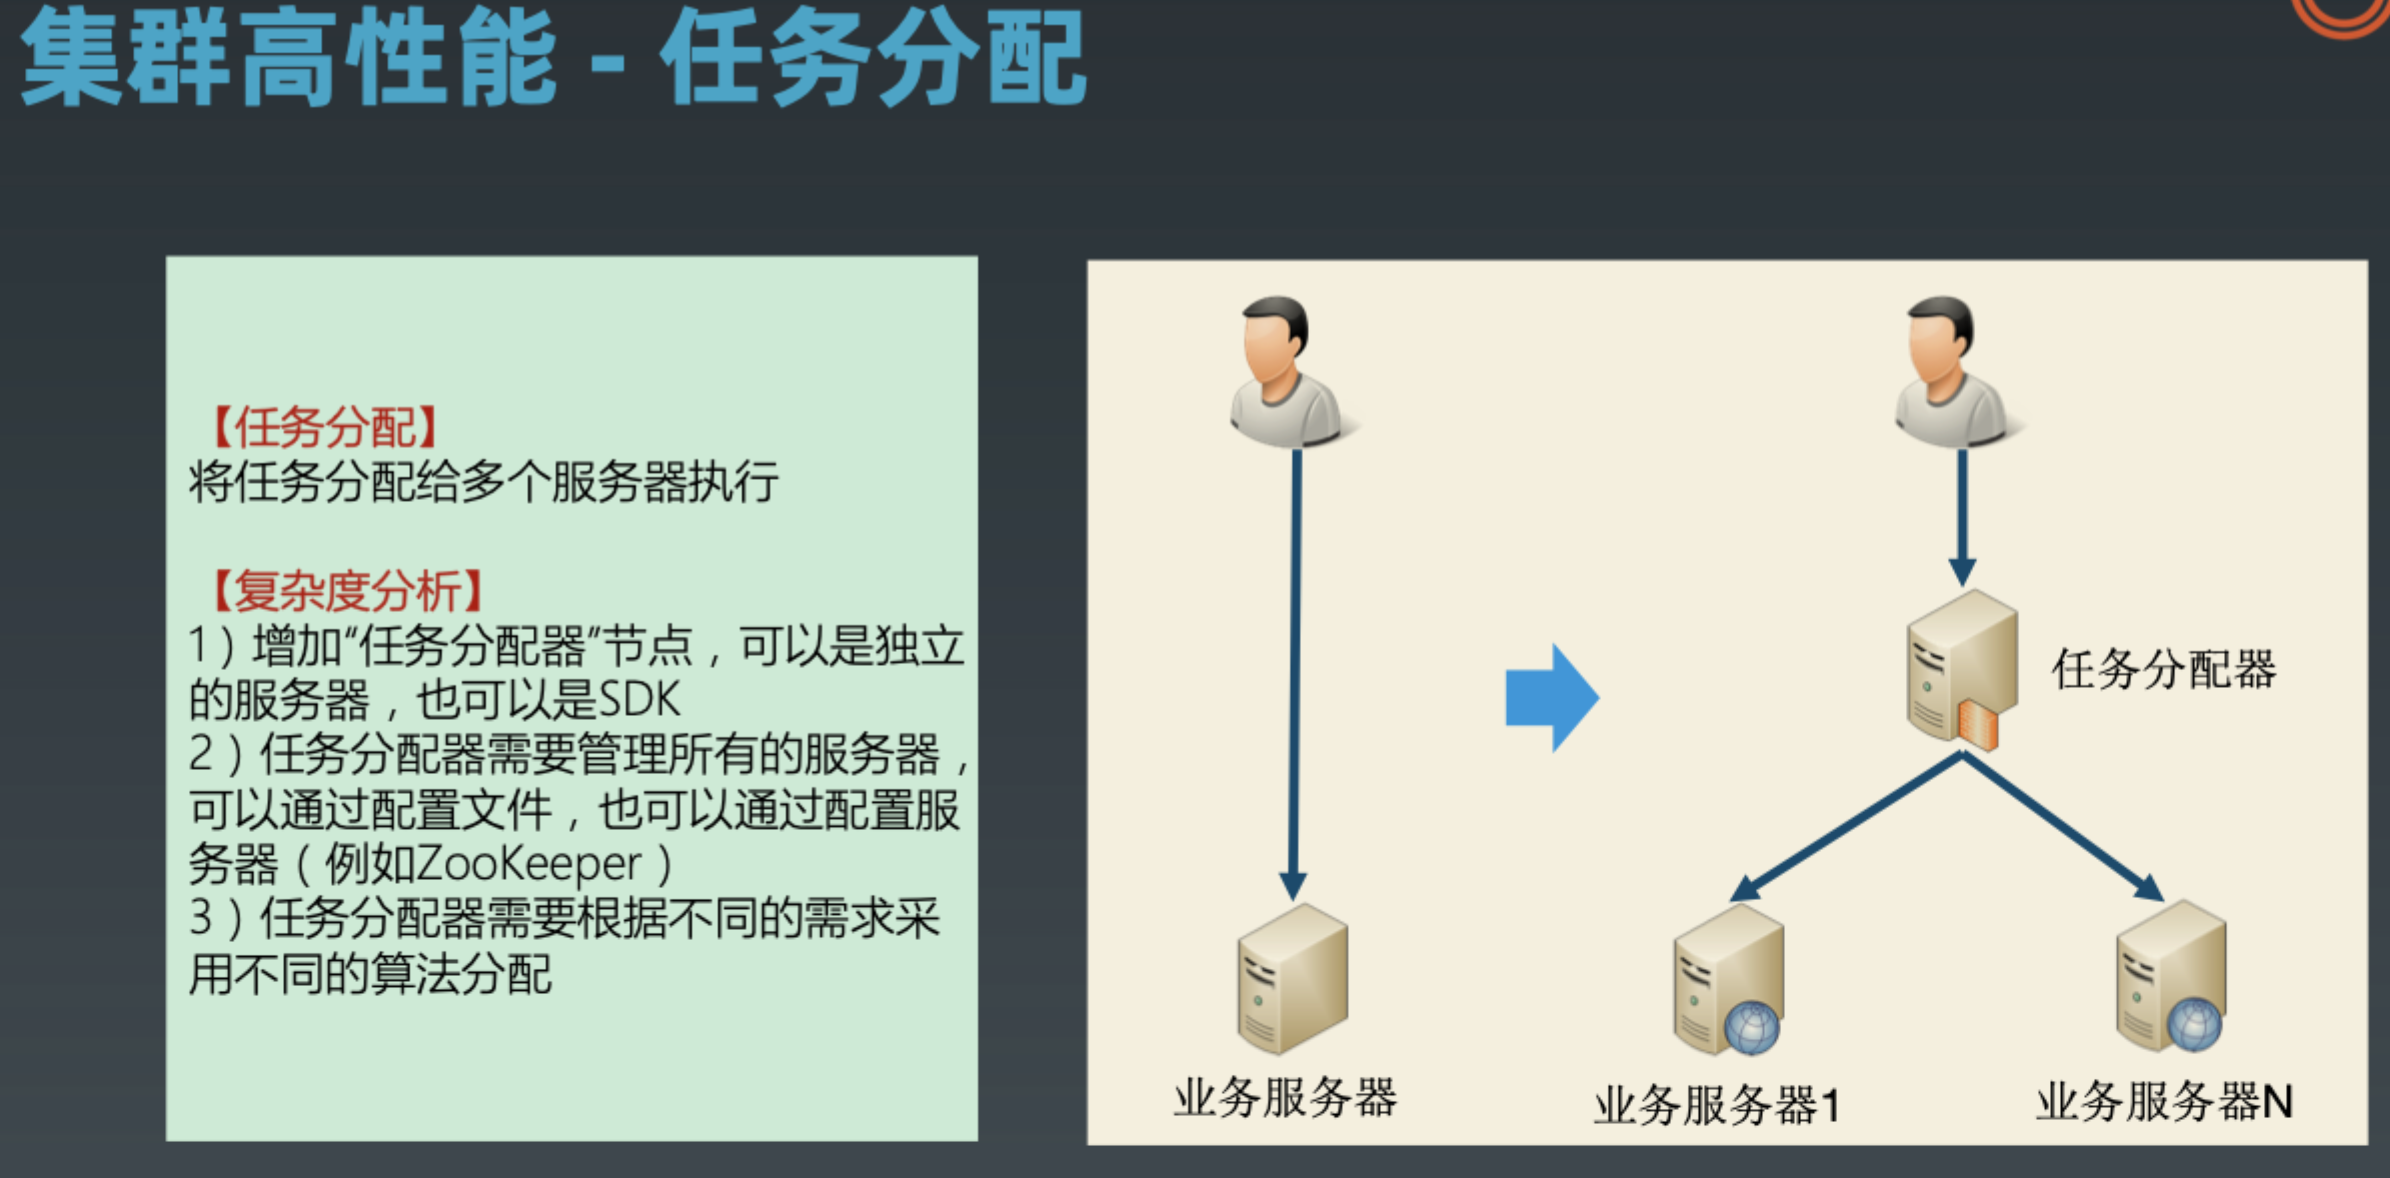 集群高性能 - 任务分配
【任务分配】
将任务分配给多个服务器执行
【复杂度分析】
1）增加“任务分配器”节点，可以是独立
的服务器，也可以是SDK
2）任务分配器需要管理所有的服务器，
可以通过配置文件，也可以通过配置服
务器（例如ZooKeeper）
3）任务分配器需要根据不同的需求采
用不同的算法分配
任务分配器
业务服务器
业务服务器1
业务服务器N